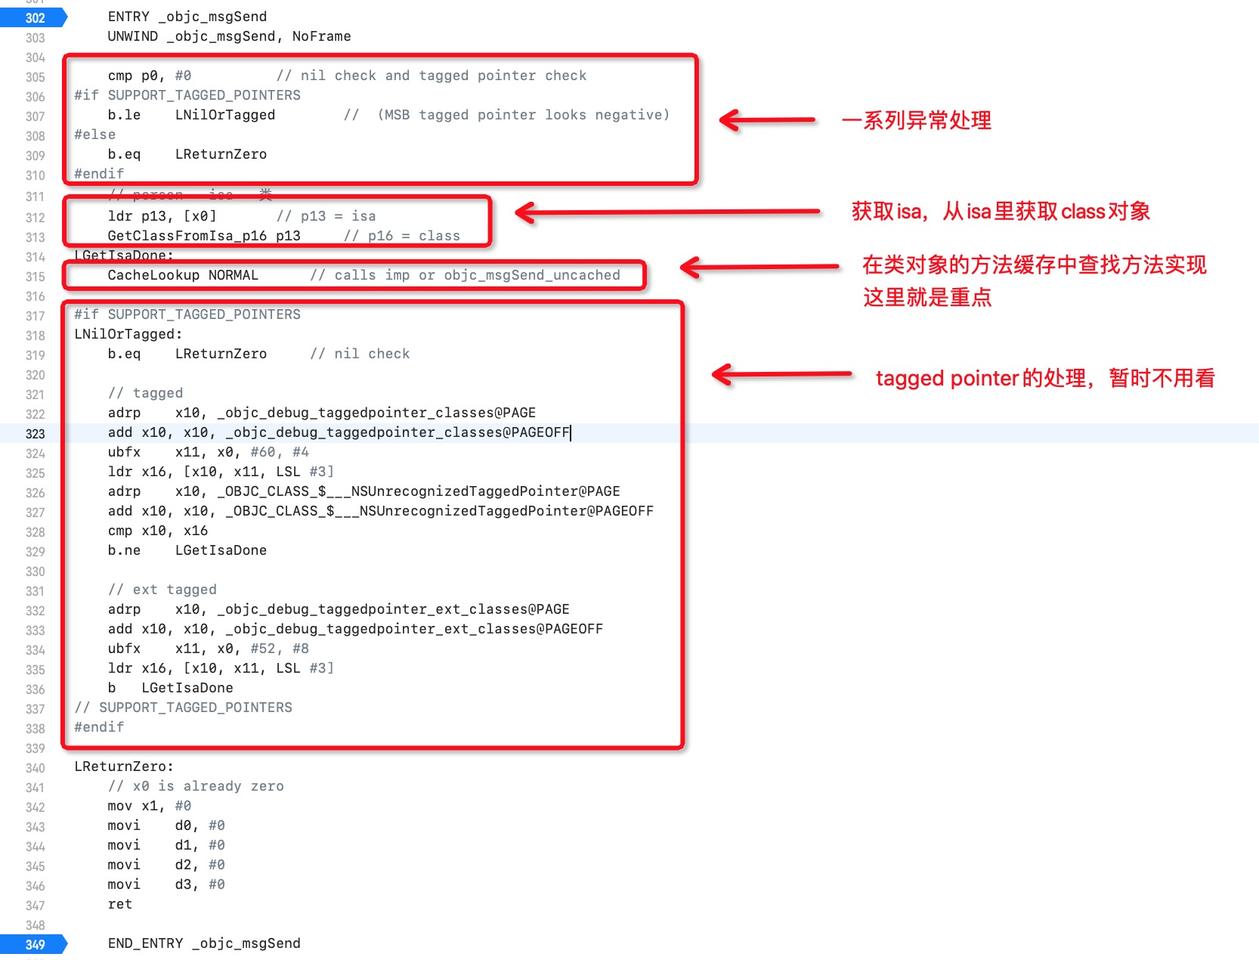 302 ENTRY _objc_msgSend
303 UNWIND _objc_msgSend, NoFrame
304
305 cmp p0, #0 // nil check and tagged pointer check
306 #if SUPPORT_TAGGED_POINTERS
307 b.le LNilOrTagged // (MSB tagged pointer looks negative)
一系列异常处理
308 #else
309 b.eq LReturnZero
310 #endif
311 // person - isa - 类
312 ldr p13, [x0] // p13 = isa
获取isa，从isa里获取class对象
313 GetClassFromIsa_p16 p13 // p16 = class
314 LGetIsaDone:
315 CacheLookup NORMAL // calls imp or objc_msgSend_uncached
在类对象的方法缓存中查找方法实现
这里就是重点
316
317 #if SUPPORT_TAGGED_POINTERS
318 LNilOrTagged:
319 b.eq LReturnZero // nil check
tagged pointer的处理，暂时不用看
320
321 // tagged
322 adrp x10, _objc_debug_taggedpointer_classes@PAGE
323 add x10, x10, _objc_debug_taggedpointer_classes@PAGEOFF
324 ubfx x11, x0, #60, #4
325 ldr x16, [x10, x11, LSL #3]
326 adrp x10, _OBJC_CLASS_$___NSUnrecognizedTaggedPointer@PAGE
327 add x10, x10, _OBJC_CLASS_$___NSUnrecognizedTaggedPointer@PAGEOFF
328 cmp x10, x16
329 b.ne LGetIsaDone
330
331 // ext tagged
332 adrp x10, _objc_debug_taggedpointer_ext_classes@PAGE
333 add x10, x10, _objc_debug_taggedpointer_ext_classes@PAGEOFF
334 ubfx x11, x0, #52, #8
335 ldr x16, [x10, x11, LSL #3]
336 b LGetIsaDone
337 // SUPPORT_TAGGED_POINTERS
338 #endif
339
340 LReturnZero:
341 // x0 is already zero
342 mov x1, #0
343 movi d0, #0
344 movi d1, #0
345 movi d2, #0
346 movi d3, #0
347 ret
348
349 END_ENTRY _objc_msgSend